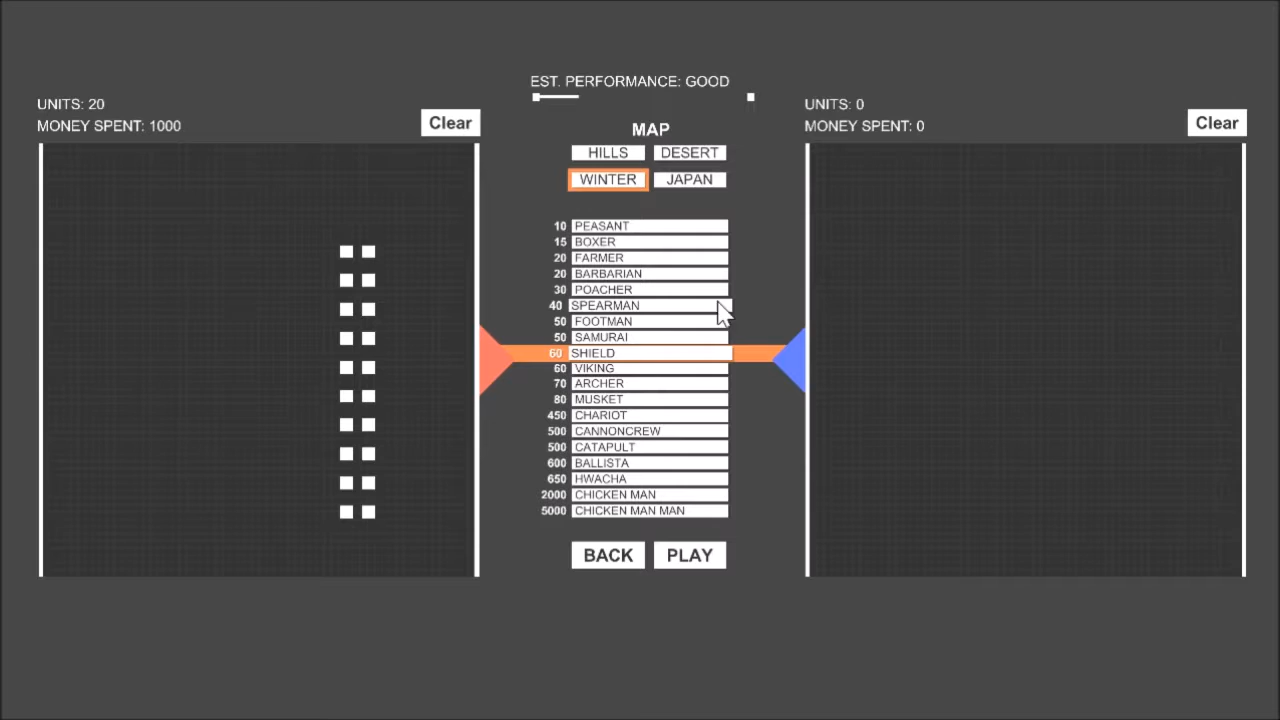 EST. PERFORMANCE: GOOD
UNITS: 20
MONEY SPENT: 1000
Clear
UNITS: 0
MONEY SPENT: 0
Clear
MAP
HILLS DESERT
WINTER JAPAN
10 PEASANT
15 BOXER
20 FARMER
20 BARBARIAN
30 POACHER
40 SPEARMAN
50 FOOTMAN
50 SAMURAI
60 SHIELD
60 VIKING
70 ARCHER
80 MUSKET
450 CHARIOT
500 CANNONCREW
500 CATAPULT
600 BALLISTA
650 HWACHA
2000 CHICKEN MAN
5000 CHICKEN MAN MAN
BACK PLAY